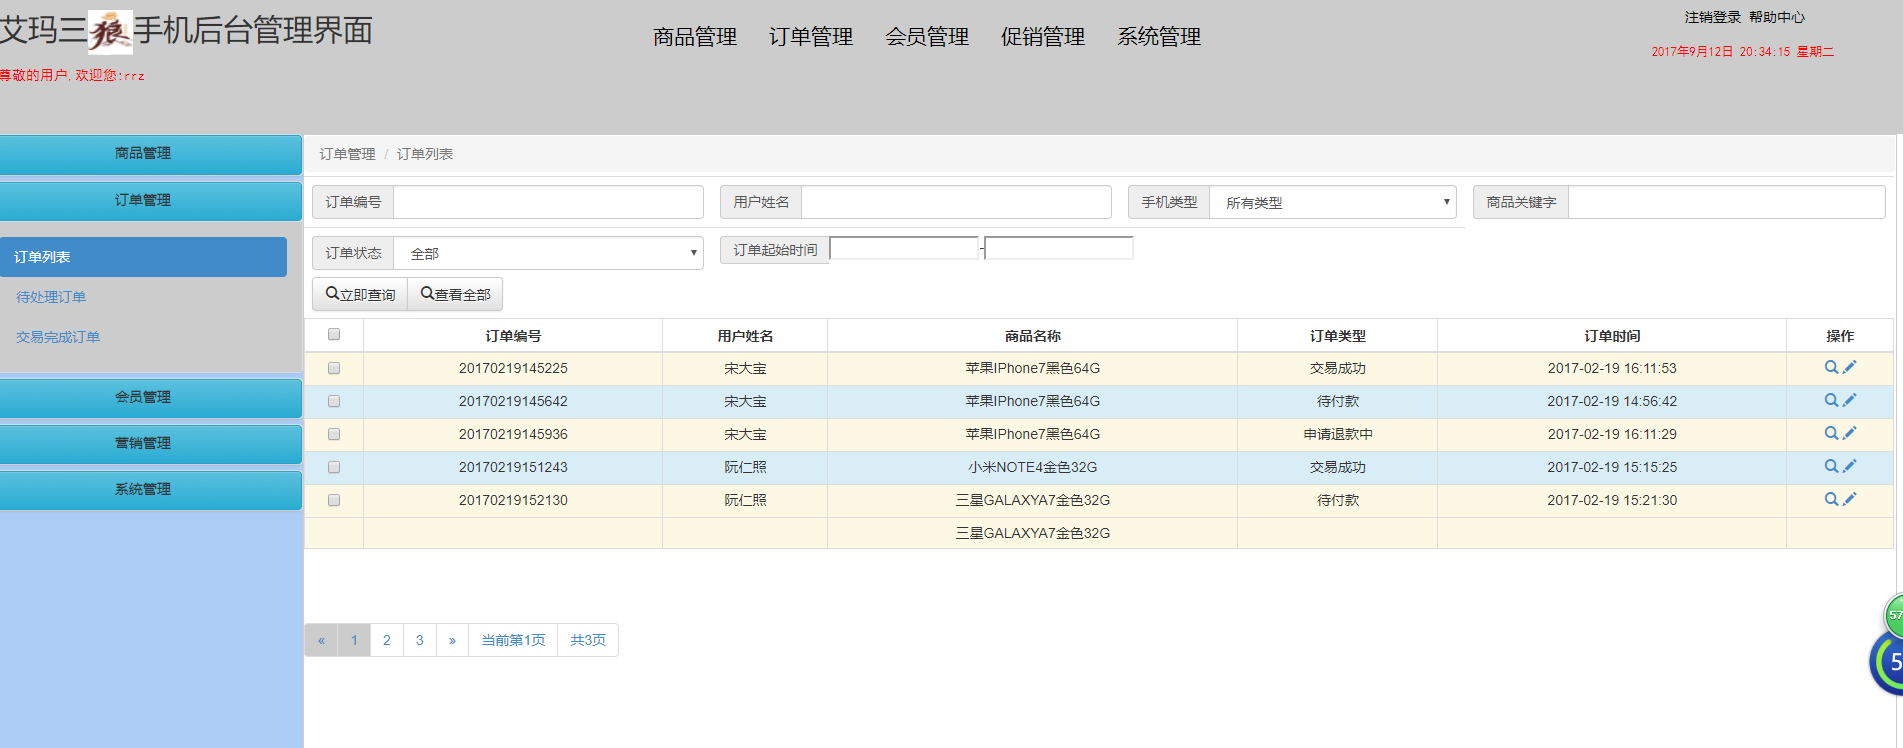 艾玛三狼手机后台管理界面
商品管理 订单管理 会员管理 促销管理 系统管理
注销登录 帮助中心
2017年9月12日 20:34:15 星期二
尊敬的用户,欢迎您:rrz
商品管理
订单管理
订单列表
待处理订单
交易完成订单
会员管理
营销管理
系统管理
订单管理 / 订单列表
订单编号 用户姓名 手机类型 所有类型 商品关键字
订单状态 全部 订单起始时间 -
立即查询 查看全部
订单编号 用户姓名 商品名称 订单类型 订单时间 操作
20170219145225 宋大宝 苹果IPhone7黑色64G 交易成功 2017-02-19 16:11:53
20170219145642 宋大宝 苹果IPhone7黑色64G 待付款 2017-02-19 14:56:42
20170219145936 宋大宝 苹果IPhone7黑色64G 申请退款中 2017-02-19 16:11:29
20170219151243 阮仁照 小米NOTE4金色32G 交易成功 2017-02-19 15:15:25
20170219152130 阮仁照 三星GALAXYA7金色32G 待付款 2017-02-19 15:21:30
三星GALAXYA7金色32G
« 1 2 3 » 当前第1页 共3页
57
5